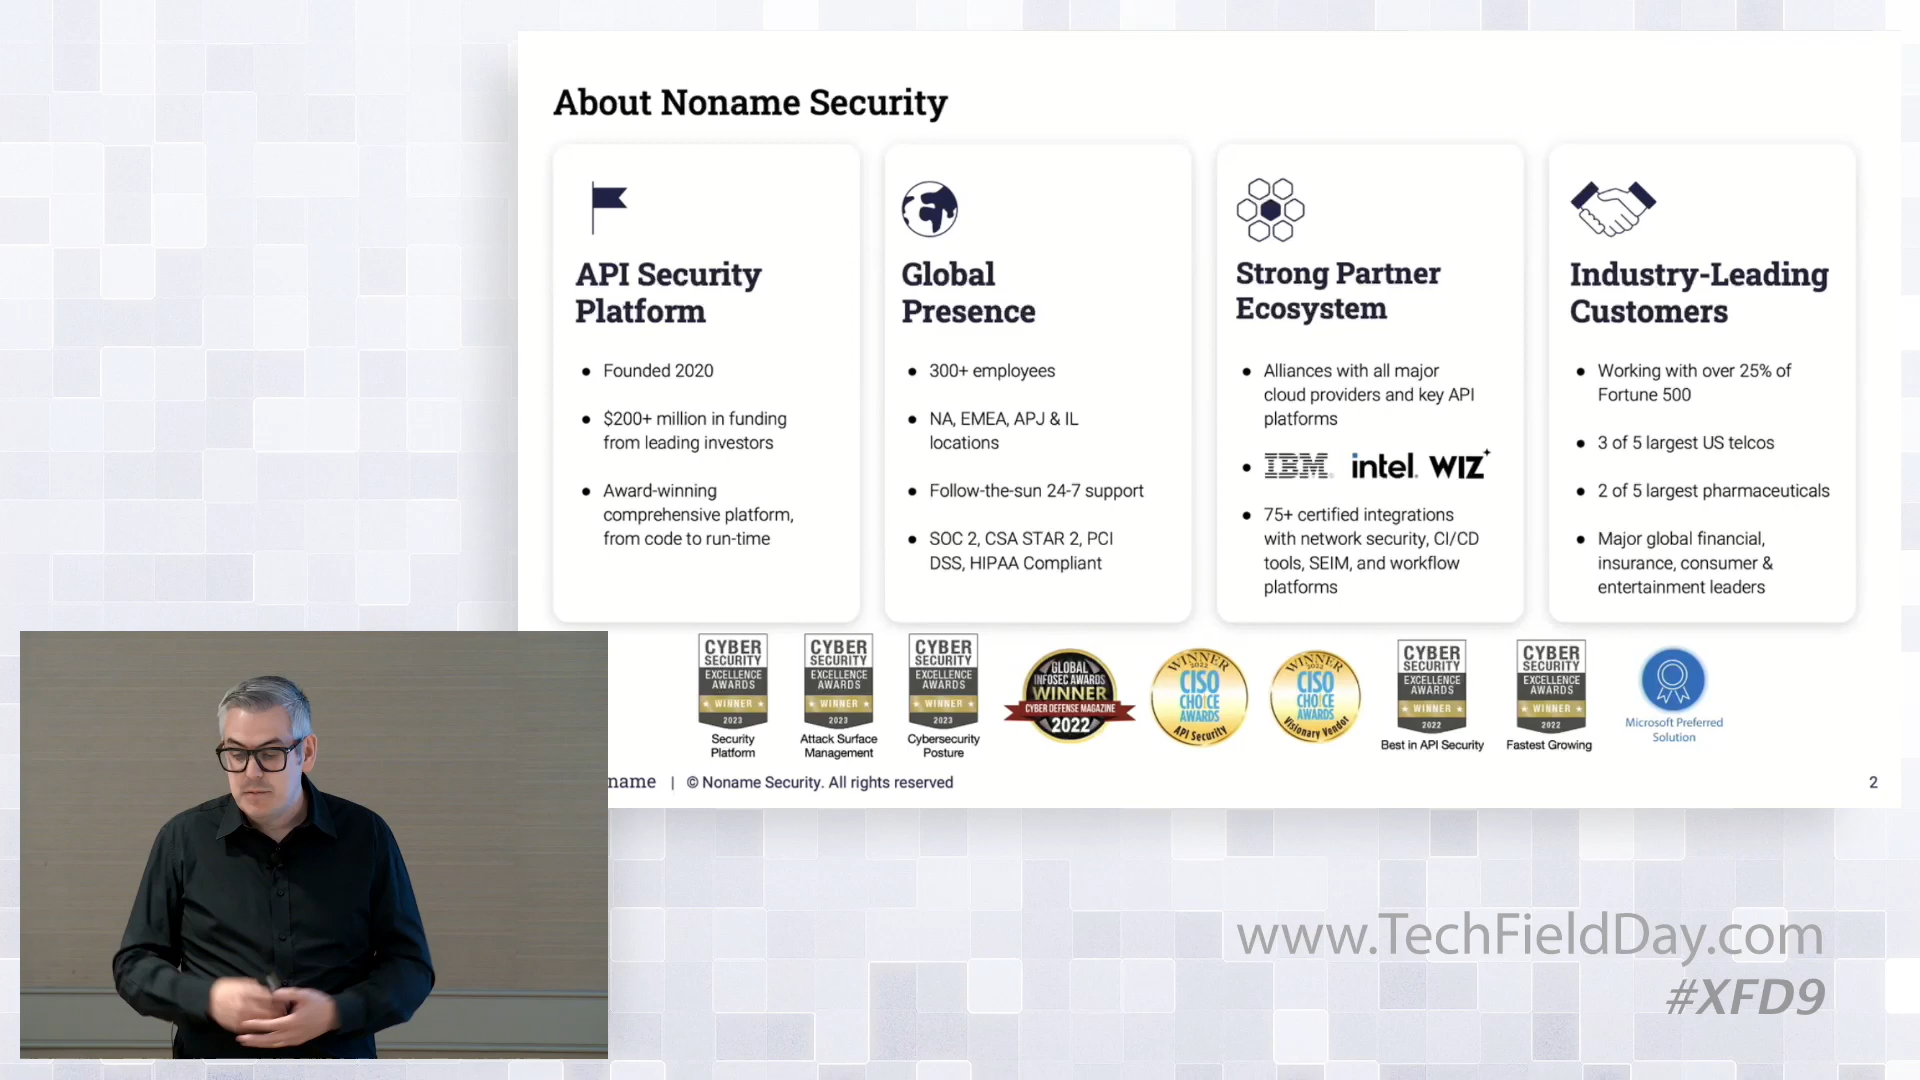 About Noname Security
API Security
Platform
● Founded 2020
● $200+ million in funding
from leading investors
● Award-winning
comprehensive platform,
from code to run-time
Global
Presence
● 300+ employees
● NA, EMEA, APJ & IL
locations
● Follow-the-sun 24-7 support
● SOC 2, CSA STAR 2, PCI
DSS, HIPAA Compliant
Strong Partner
Ecosystem
● Alliances with all major
cloud providers and key API
platforms
● IBM intel. WIZ
● 75+ certified integrations
with network security, CI/CD
tools, SEIM, and workflow
platforms
Industry-Leading
Customers
● Working with over 25% of
Fortune 500
● 3 of 5 largest US telcos
● 2 of 5 largest pharmaceuticals
● Major global financial,
insurance, consumer &
entertainment leaders
CYBER
SECURITY
EXCELLENCE
AWARDS
WINNER
2023
Security
Platform
CYBER
SECURITY
EXCELLENCE
AWARDS
WINNER
2023
Attack Surface
Management
CYBER
SECURITY
EXCELLENCE
AWARDS
WINNER
2023
Cybersecurity
Posture
GLOBAL
INFOSEC AWARDS
WINNER
CYBER DEFENSE MAGAZINE
2022
WINNER
2022
CISO
CHOICE
AWARDS
API Security
WINNER
2022
CISO
CHOICE
AWARDS
Visionary Vendor
CYBER
SECURITY
EXCELLENCE
AWARDS
WINNER
2022
Best in API Security
CYBER
SECURITY
EXCELLENCE
AWARDS
WINNER
2022
Fastest Growing
Microsoft Preferred
Solution
name | © Noname Security. All rights reserved
2
www.TechFieldDay.com
#XFD9